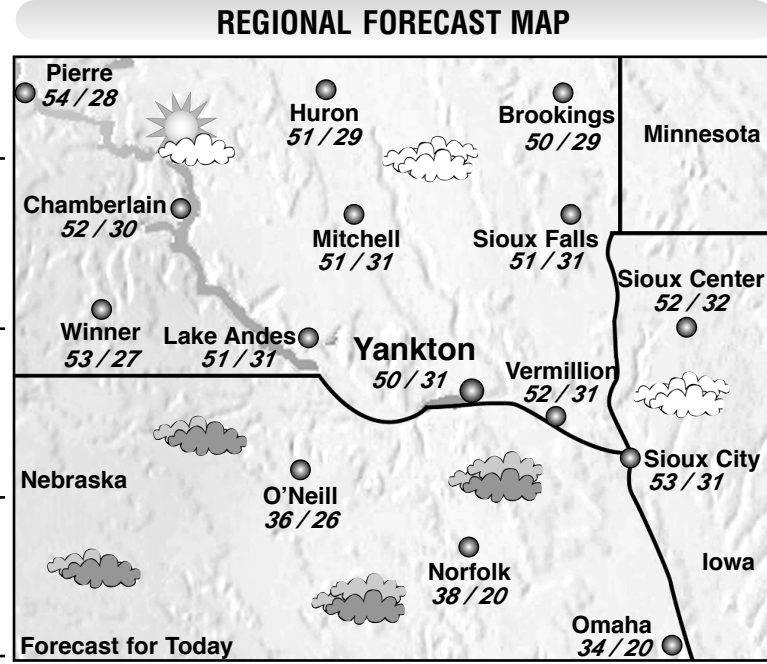 REGIONAL FORECAST MAP
Pierre
54 / 28
Huron
51 / 29
Brookings
50 / 29
Minnesota
Chamberlain
52 / 30
Mitchell
51 / 31
Sioux Falls
51 / 31
Sioux Center
52 / 32
Winner
53 / 27
Lake Andes
51 / 31
Yankton
50 / 31
Vermillion
52 / 31
Nebraska
O'Neill
36 / 26
Sioux City
53 / 31
Norfolk
38 / 20
Iowa
Omaha
34 / 20
Forecast for Today